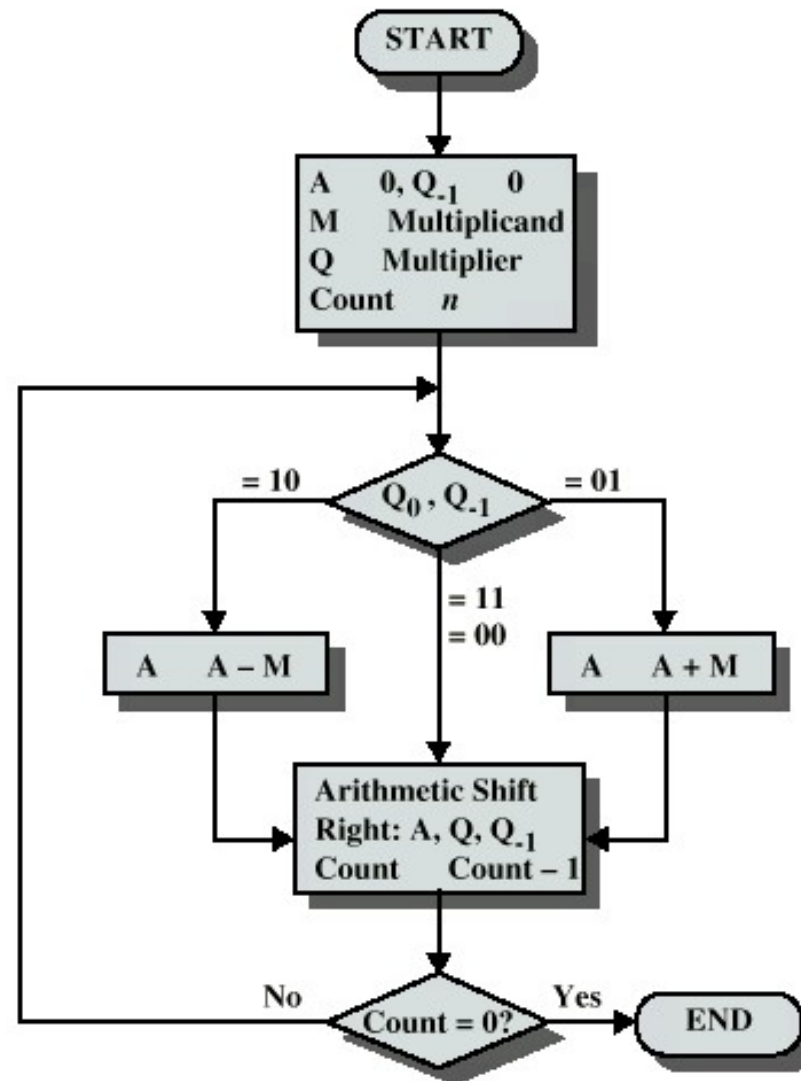 START
A 0, Q-1 0
M Multiplicand
Q Multiplier
Count n
= 10
Q0 , Q-1
= 01
= 11
= 00
A A – M
A A + M
Arithmetic Shift
Right: A, Q, Q-1
Count Count – 1
No
Count = 0?
Yes
END